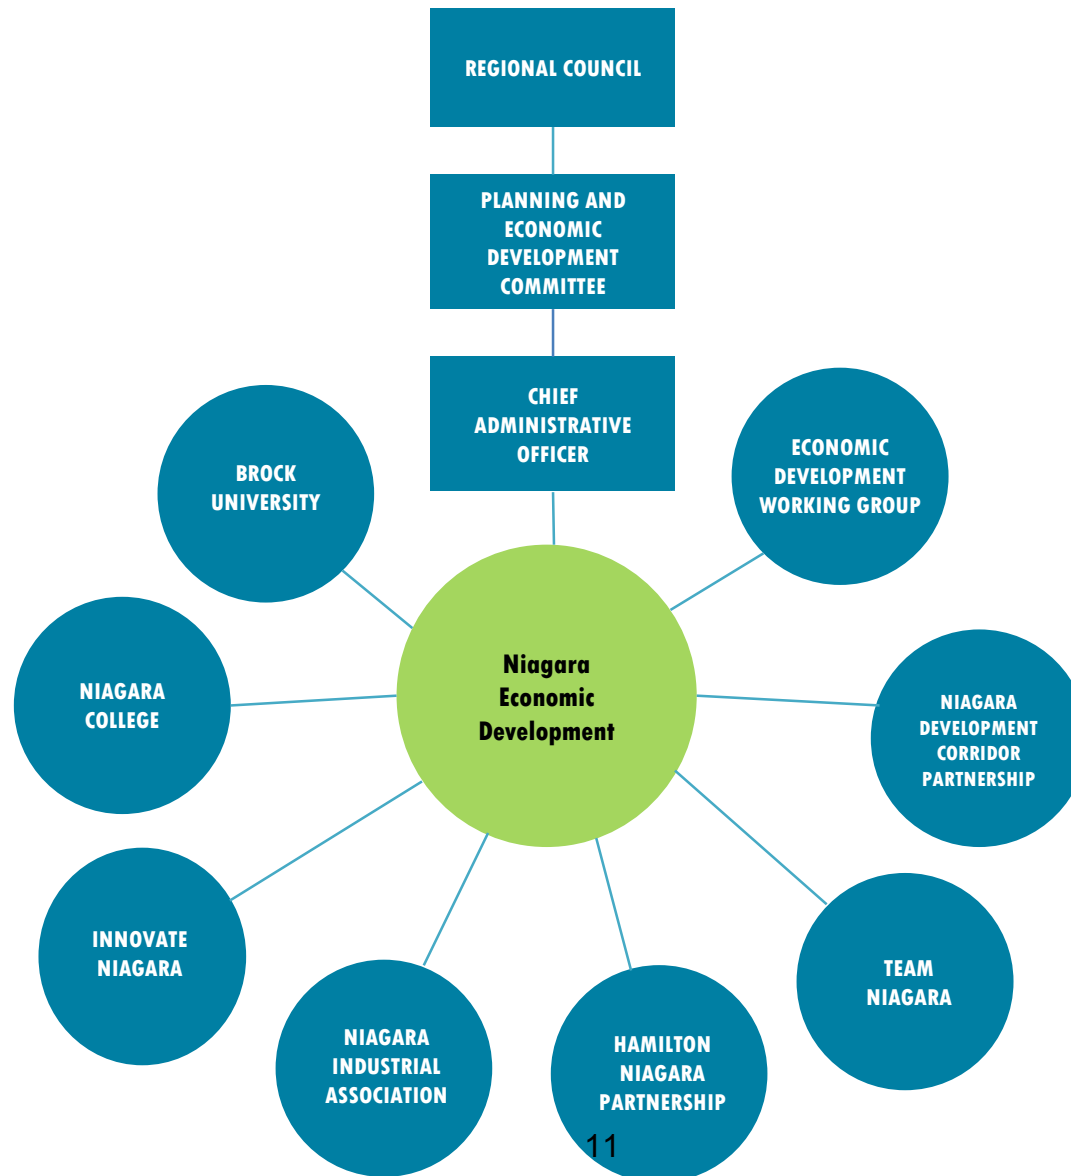 REGIONAL COUNCIL
PLANNING AND
ECONOMIC
DEVELOPMENT
COMMITTEE
CHIEF
ADMINISTRATIVE
OFFICER
BROCK
UNIVERSITY
ECONOMIC
DEVELOPMENT
WORKING GROUP
Niagara
Economic
Development
NIAGARA
COLLEGE
NIAGARA
DEVELOPMENT
CORRIDOR
PARTNERSHIP
INNOVATE
NIAGARA
TEAM
NIAGARA
NIAGARA
INDUSTRIAL
ASSOCIATION
HAMILTON
NIAGARA
PARTNERSHIP
11